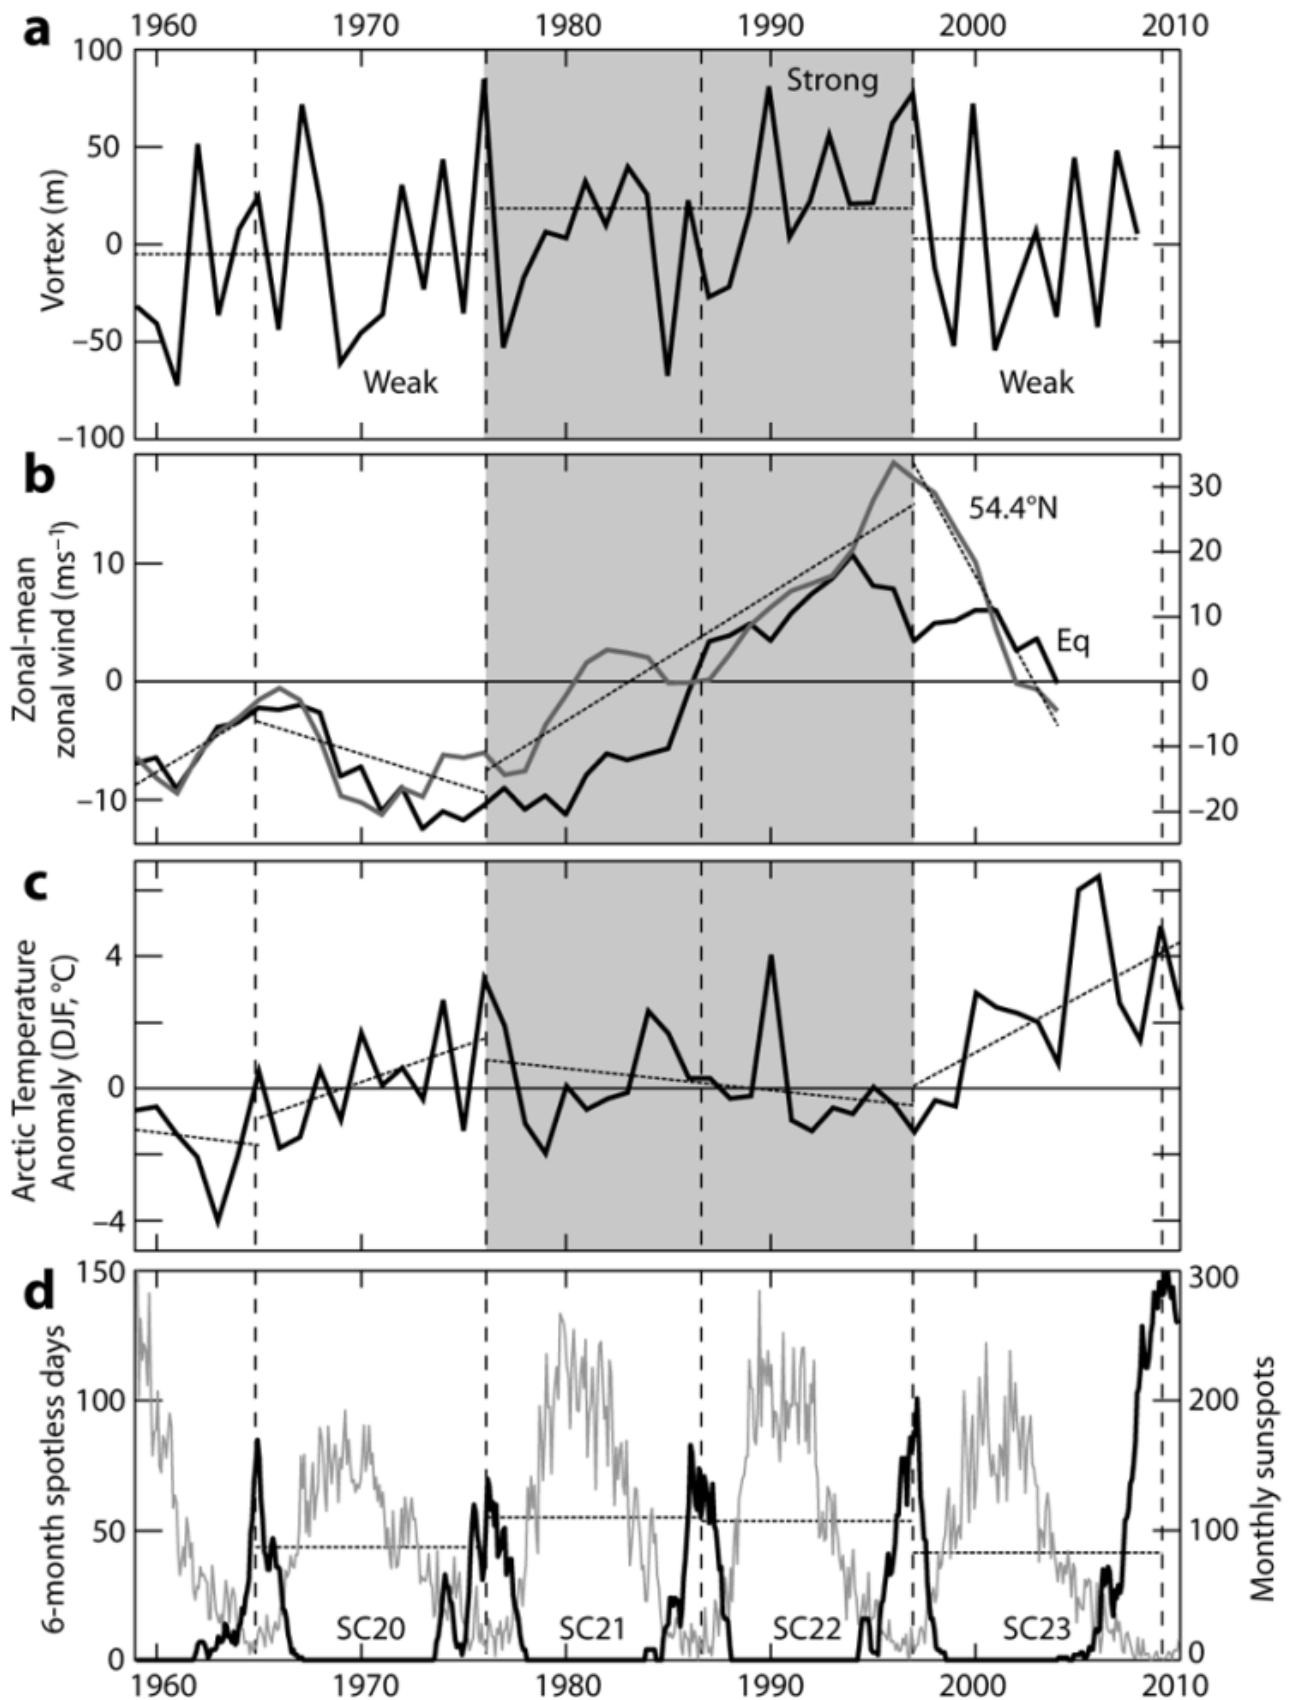 a
1960 1970 1980 1990 2000 2010
100
50
0
−50
−100
Vortex (m)
Strong
Weak
Weak
b
10
0
−10
Zonal-mean
zonal wind (ms⁻¹)
30
20
10
0
−10
−20
54.4°N
Eq
c
4
0
−4
Arctic Temperature
Anomaly (DJF, °C)
d
150
100
50
0
6-month spotless days
300
200
100
0
Monthly sunspots
SC20 SC21 SC22 SC23
1960 1970 1980 1990 2000 2010